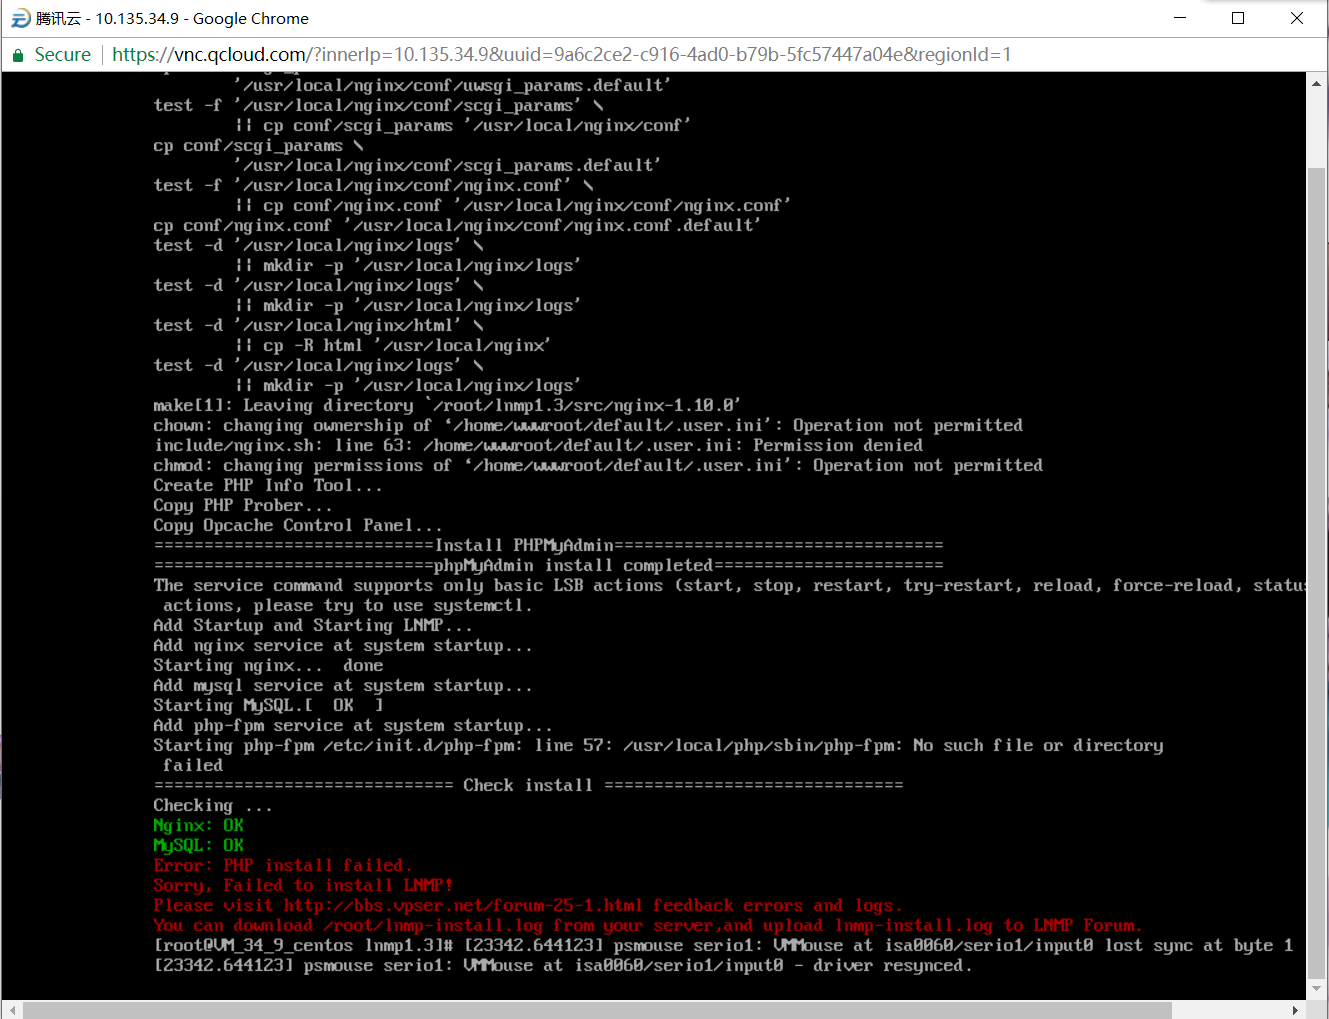 腾讯云 - 10.135.34.9 - Google Chrome
Secure | https://vnc.qcloud.com/?innerIp=10.135.34.9&uuid=9a6c2ce2-c916-4ad0-b79b-5fc57447a04e&regionId=1
'/usr/local/nginx/conf/uwsgi_params.default'
test -f '/usr/local/nginx/conf/scgi_params' \
|| cp conf/scgi_params '/usr/local/nginx/conf'
cp conf/scgi_params \
'/usr/local/nginx/conf/scgi_params.default'
test -f '/usr/local/nginx/conf/nginx.conf' \
|| cp conf/nginx.conf '/usr/local/nginx/conf/nginx.conf'
cp conf/nginx.conf '/usr/local/nginx/conf/nginx.conf.default'
test -d '/usr/local/nginx/logs' \
|| mkdir -p '/usr/local/nginx/logs'
test -d '/usr/local/nginx/logs' \
|| mkdir -p '/usr/local/nginx/logs'
test -d '/usr/local/nginx/html' \
|| cp -R html '/usr/local/nginx'
test -d '/usr/local/nginx/logs' \
|| mkdir -p '/usr/local/nginx/logs'
make[1]: Leaving directory `/root/lnmp1.3/src/nginx-1.10.0'
chown: changing ownership of ‘/home/wwwroot/default/.user.ini’: Operation not permitted
include/nginx.sh: line 63: /home/wwwroot/default/.user.ini: Permission denied
chmod: changing permissions of ‘/home/wwwroot/default/.user.ini’: Operation not permitted
Create PHP Info Tool...
Copy PHP Prober...
Copy Opcache Control Panel...
============================Install PHPMyAdmin=================================
============================phpMyAdmin install completed=======================
The service command supports only basic LSB actions (start, stop, restart, try-restart, reload, force-reload, status
actions, please try to use systemctl.
Add Startup and Starting LNMP...
Add nginx service at system startup...
Starting nginx...  done
Add mysql service at system startup...
Starting MySQL.[  OK  ]
Add php-fpm service at system startup...
Starting php-fpm /etc/init.d/php-fpm: line 57: /usr/local/php/sbin/php-fpm: No such file or directory
failed
============================== Check install ==============================
Checking ...
Nginx: OK
MySQL: OK
Error: PHP install failed.
Sorry, Failed to install LNMP!
Please visit http://bbs.vpser.net/forum-25-1.html feedback errors and logs.
You can download /root/lnmp-install.log from your server,and upload lnmp-install.log to LNMP Forum.
[root@VM_34_9_centos lnmp1.3]# [23342.644123] psmouse serio1: VMMouse at isa0060/serio1/input0 lost sync at byte 1
[23342.644123] psmouse serio1: VMMouse at isa0060/serio1/input0 - driver resynced.